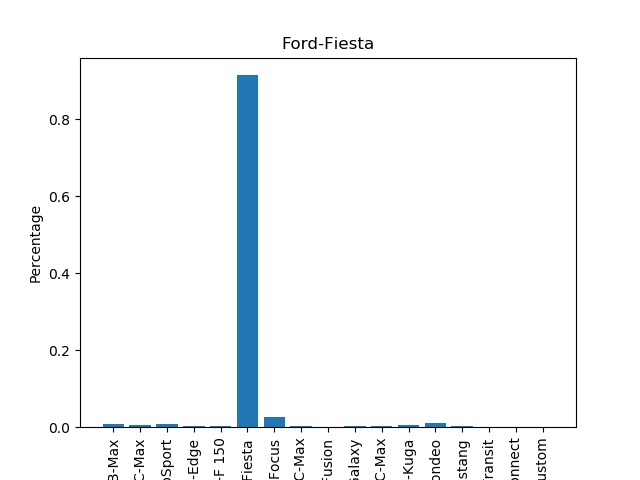 Ford-Fiesta
Percentage
0.8
0.6
0.4
0.2
0.0
B-Max
C-Max
oSport
-Edge
-F 150
Fiesta
Focus
C-Max
Fusion
Galaxy
C-Max
-Kuga
ondeo
stang
ransit
onnect
ustom